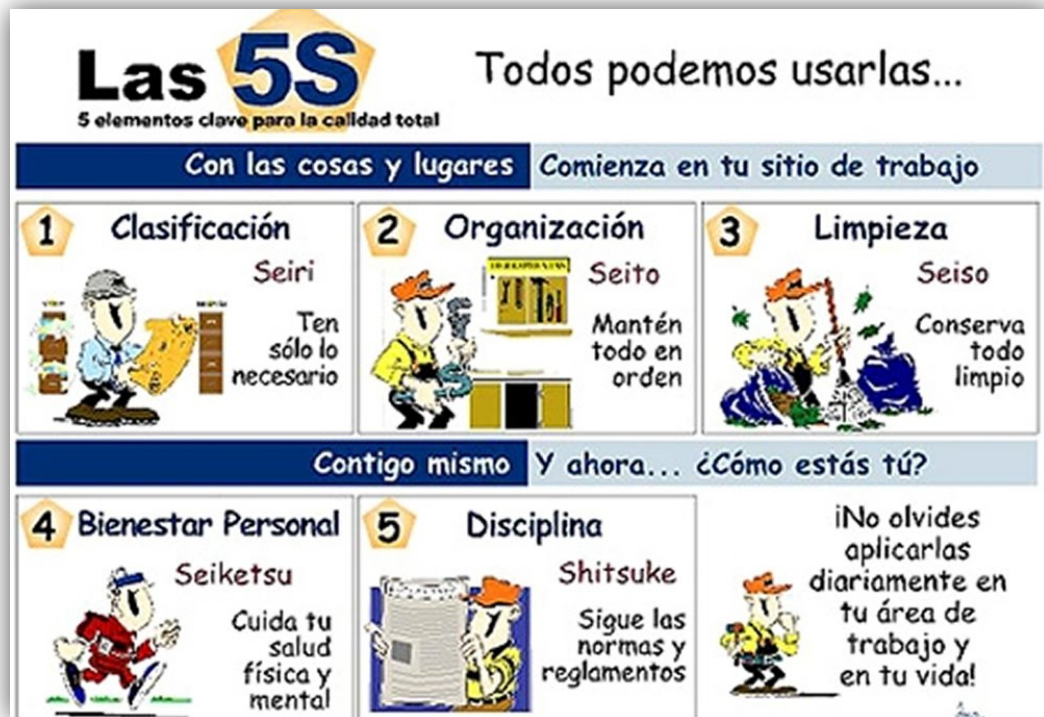 Las 5S
5 elementos clave para la calidad total
Todos podemos usarlas...
Con las cosas y lugares
Comienza en tu sitio de trabajo
1 Clasificación
Seiri
Ten
sólo lo
necesario
2 Organización
Seito
Mantén
todo en
orden
3 Limpieza
Seiso
Conserva
todo
limpio
Contigo mismo
Y ahora... ¿Cómo estás tú?
4 Bienestar Personal
Seiketsu
Cuida tu
salud
física y
mental
5 Disciplina
Shitsuke
Sigue las
normas y
reglamentos
¡No olvides
aplicarlas
diariamente en
tu área de
trabajo y
en tu vida!